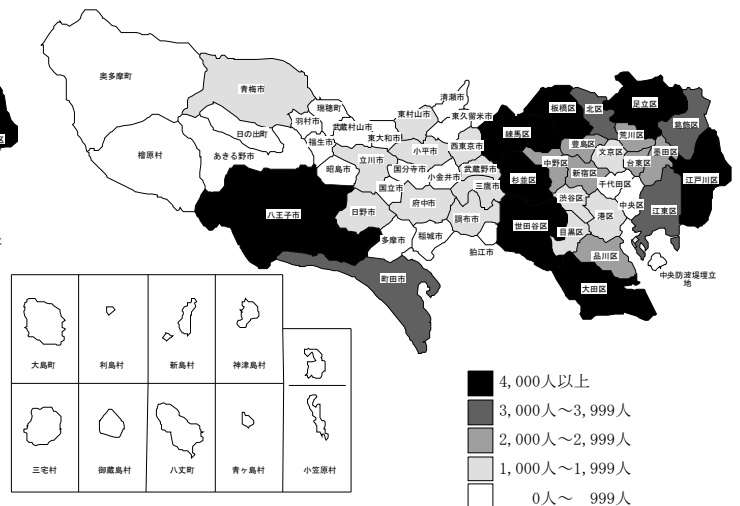 奥多摩町
青梅市
瑞穂町
羽村市
武蔵村山市
福生市
日の出町
檜原村
あきる野市
昭島市
東大和市
東村山市
清瀬市
東久留米市
立川市
小平市
西東京市
国分寺市
小金井市
武蔵野市
三鷹市
国立市
府中市
調布市
日野市
八王子市
多摩市
稲城市
狛江市
町田市
練馬区
板橋区
北区
足立区
葛飾区
荒川区
豊島区
文京区
墨田区
台東区
中野区
新宿区
杉並区
千代田区
江戸川区
渋谷区
中央区
江東区
港区
世田谷区
目黒区
品川区
大田区
中央防波堤埋立
地
区
大島町
利島村
新島村
神津島村
三宅村
御蔵島村
八丈町
青ヶ島村
小笠原村
4,000人以上
3,000人～3,999人
2,000人～2,999人
1,000人～1,999人
0人～ 999人